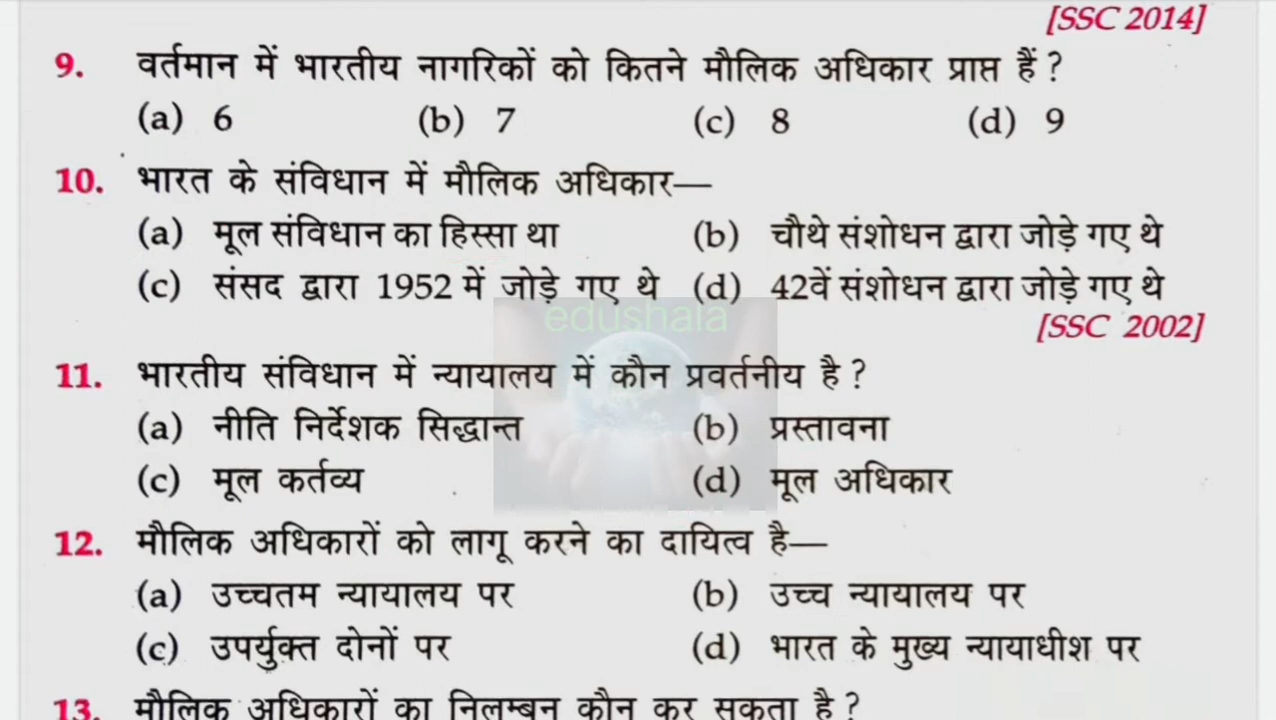 [SSC 2014]
9. वर्तमान में भारतीय नागरिकों को कितने मौलिक अधिकार प्राप्त हैं ?
(a) 6 (b) 7 (c) 8 (d) 9
10. भारत के संविधान में मौलिक अधिकार—
(a) मूल संविधान का हिस्सा था (b) चौथे संशोधन द्वारा जोड़े गए थे
(c) संसद द्वारा 1952 में जोड़े गए थे (d) 42वें संशोधन द्वारा जोड़े गए थे
[SSC 2002]
edushala
11. भारतीय संविधान में न्यायालय में कौन प्रवर्तनीय है ?
(a) नीति निर्देशक सिद्धान्त (b) प्रस्तावना
(c) मूल कर्तव्य (d) मूल अधिकार
12. मौलिक अधिकारों को लागू करने का दायित्व है—
(a) उच्चतम न्यायालय पर (b) उच्च न्यायालय पर
(c) उपर्युक्त दोनों पर (d) भारत के मुख्य न्यायाधीश पर
13. मौलिक अधिकारों का निलम्बन कौन कर सकता है ?